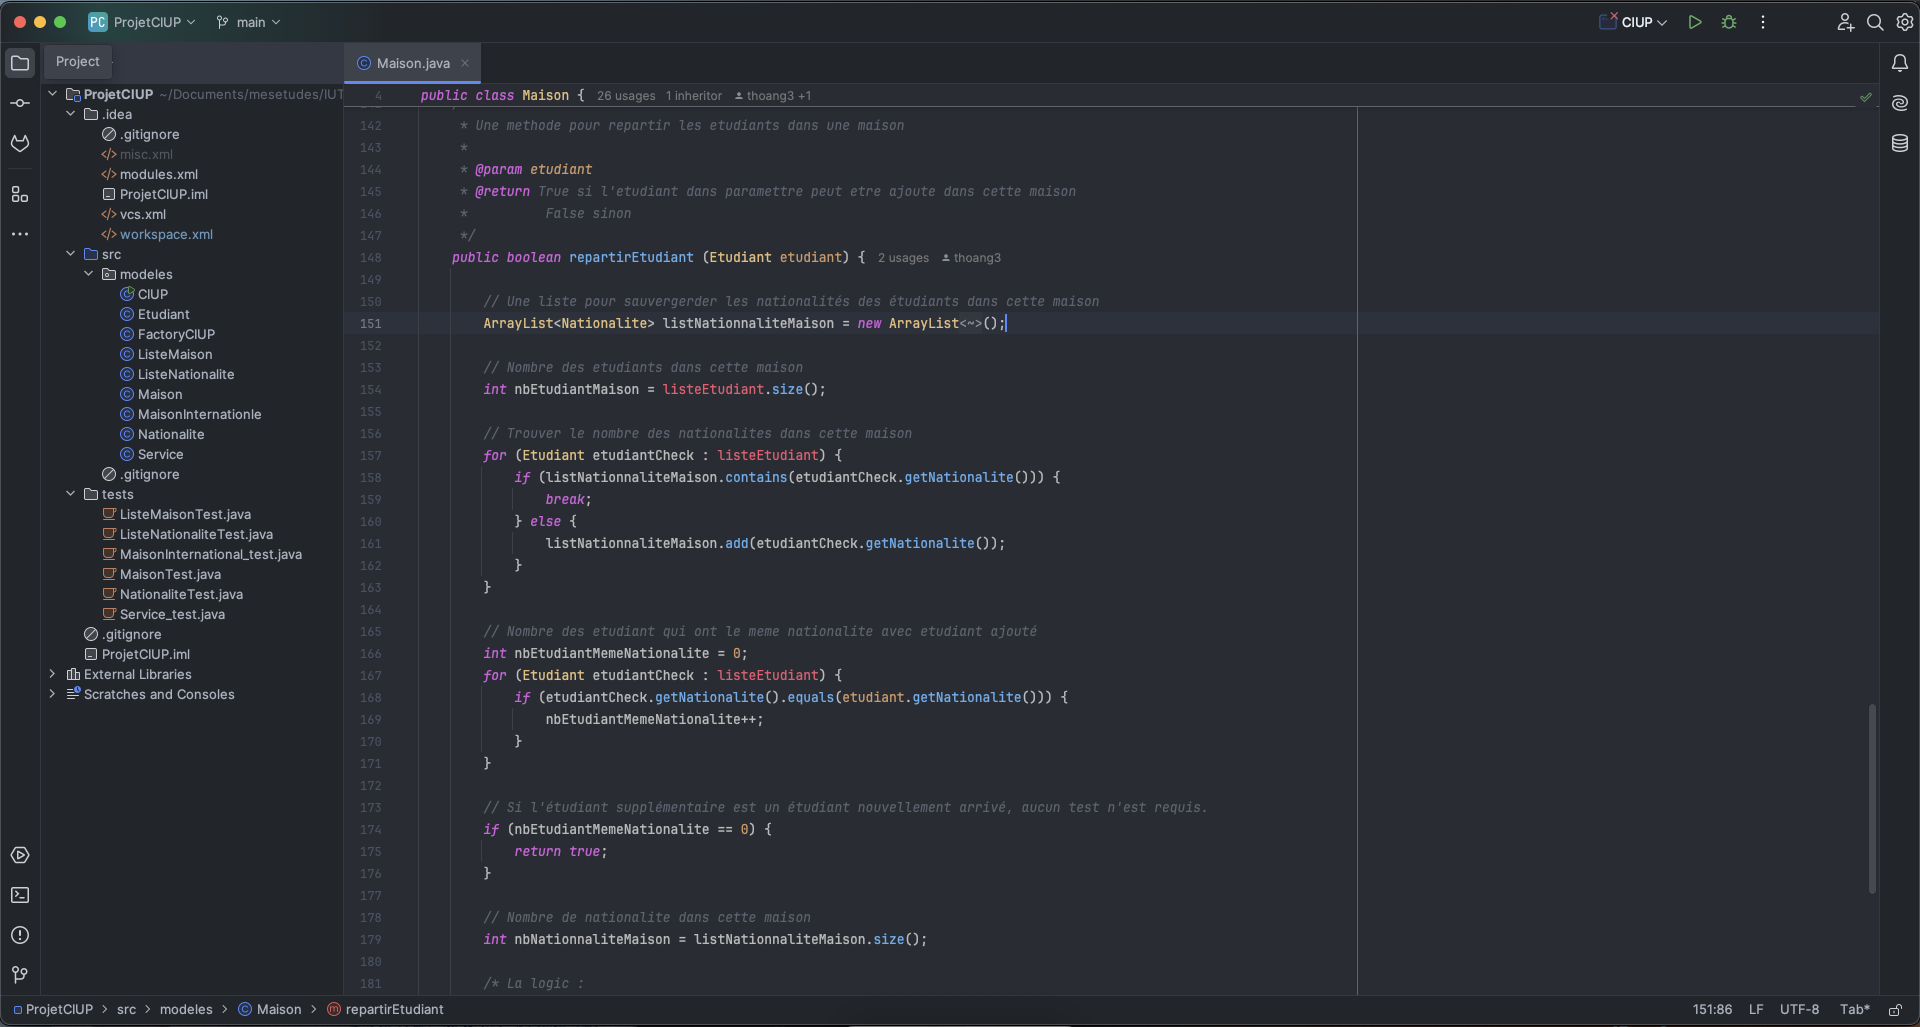 PC ProjetCIUP main CIUP
Project
Maison.java
ProjetCIUP ~/Documents/mesetudes/IUT
.idea
.gitignore
misc.xml
modules.xml
ProjetCIUP.iml
vcs.xml
workspace.xml
src
modeles
CIUP
Etudiant
FactoryCIUP
ListeMaison
ListeNationalite
Maison
MaisonInternationle
Nationalite
Service
.gitignore
tests
ListeMaisonTest.java
ListeNationaliteTest.java
MaisonInternational_test.java
MaisonTest.java
NationaliteTest.java
Service_test.java
.gitignore
ProjetCIUP.iml
External Libraries
Scratches and Consoles
4 public class Maison { 26 usages 1 inheritor thoang3 +1
142 * Une methode pour repartir les etudiants dans une maison
143 *
144 * @param etudiant
145 * @return True si l'etudiant dans paramettre peut etre ajoute dans cette maison
146 * False sinon
147 */
148 public boolean repartirEtudiant (Etudiant etudiant) { 2 usages thoang3
149
150 // Une liste pour sauvergerder les nationalités des étudiants dans cette maison
151 ArrayList<Nationalite> listNationnaliteMaison = new ArrayList<~>();
152
153 // Nombre des etudiants dans cette maison
154 int nbEtudiantMaison = listeEtudiant.size();
155
156 // Trouver le nombre des nationalites dans cette maison
157 for (Etudiant etudiantCheck : listeEtudiant) {
158 if (listNationnaliteMaison.contains(etudiantCheck.getNationalite())) {
159 break;
160 } else {
161 listNationnaliteMaison.add(etudiantCheck.getNationalite());
162 }
163 }
164
165 // Nombre des etudiant qui ont le meme nationalite avec etudiant ajouté
166 int nbEtudiantMemeNationalite = 0;
167 for (Etudiant etudiantCheck : listeEtudiant) {
168 if (etudiantCheck.getNationalite().equals(etudiant.getNationalite())) {
169 nbEtudiantMemeNationalite++;
170 }
171 }
172
173 // Si l'étudiant supplémentaire est un étudiant nouvellement arrivé, aucun test n'est requis.
174 if (nbEtudiantMemeNationalite == 0) {
175 return true;
176 }
177
178 // Nombre de nationalite dans cette maison
179 int nbNationnaliteMaison = listNationnaliteMaison.size();
180
181 /* La logic :
ProjetCIUP > src > modeles > Maison > repartirEtudiant 151:86 LF UTF-8 Tab*